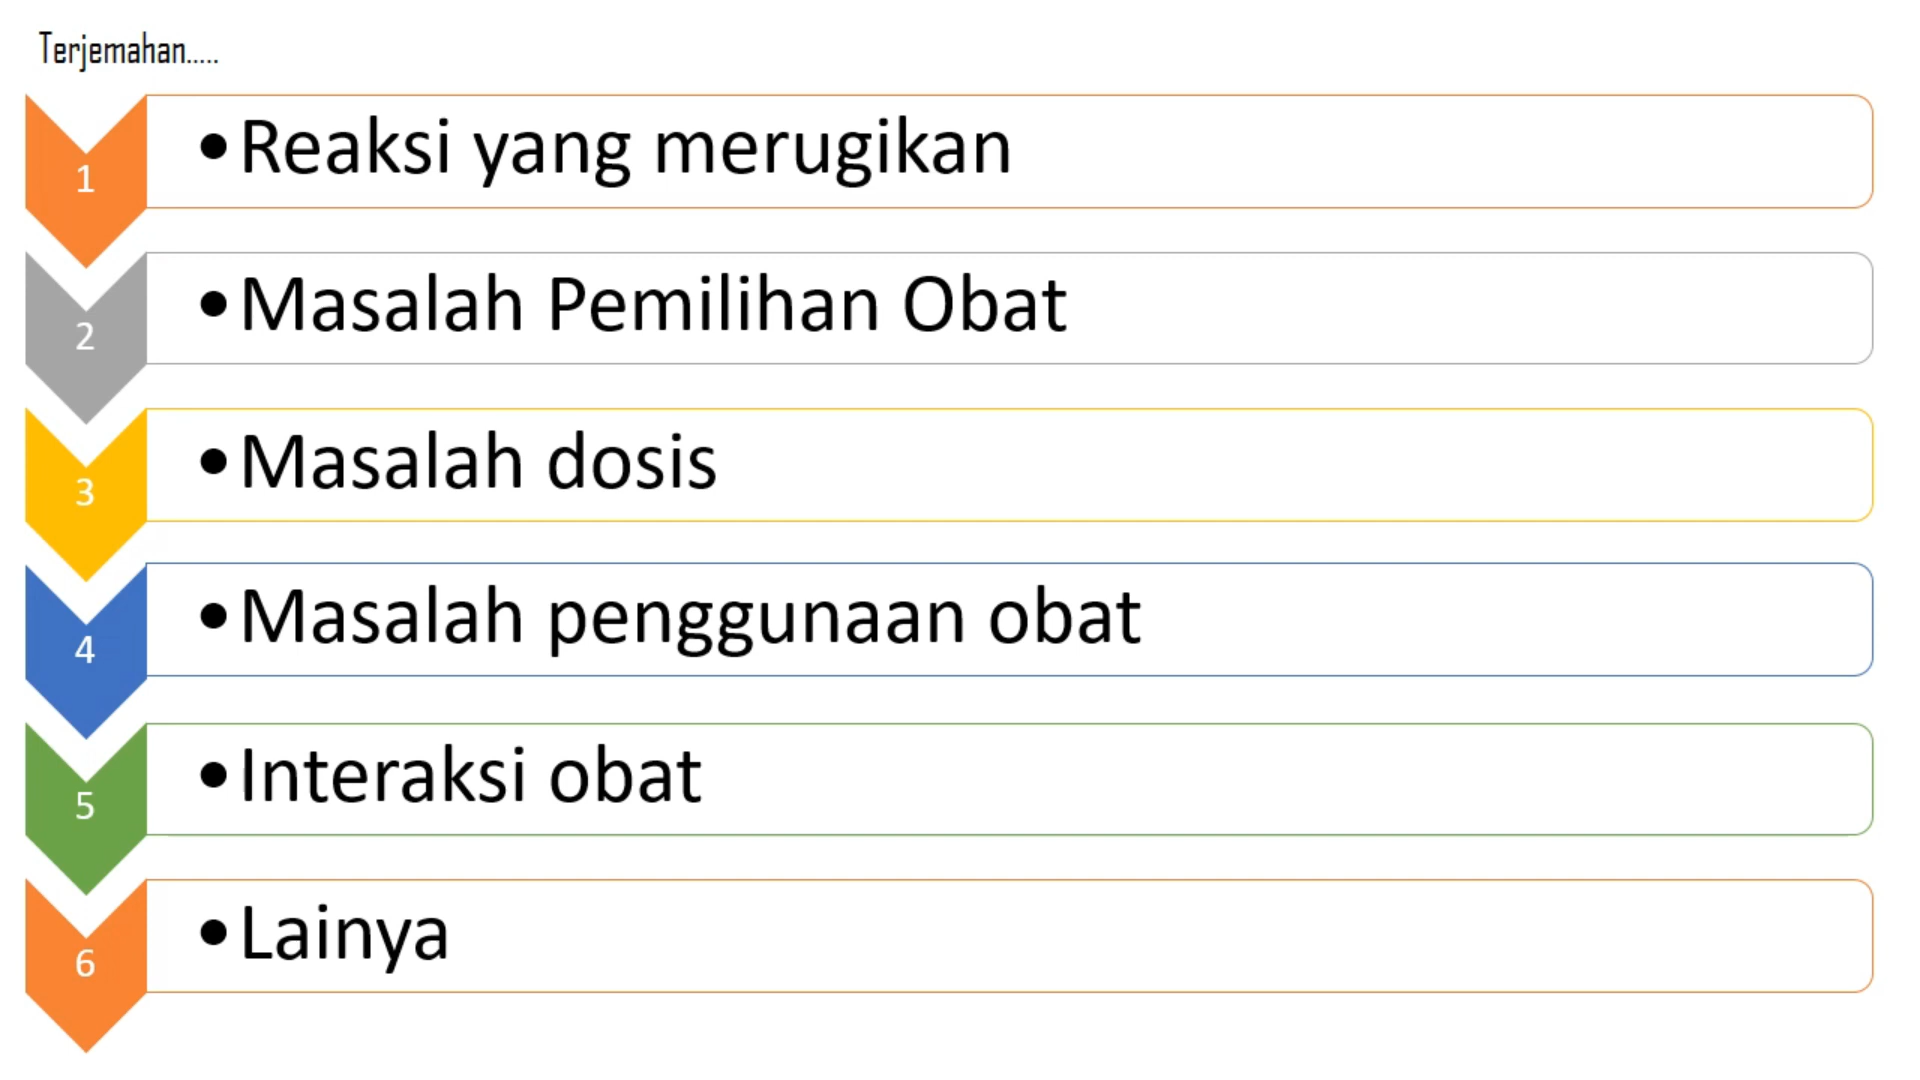 Terjemahan.....
1
•Reaksi yang merugikan
2
•Masalah Pemilihan Obat
3
•Masalah dosis
4
•Masalah penggunaan obat
5
•Interaksi obat
6
•Lainya